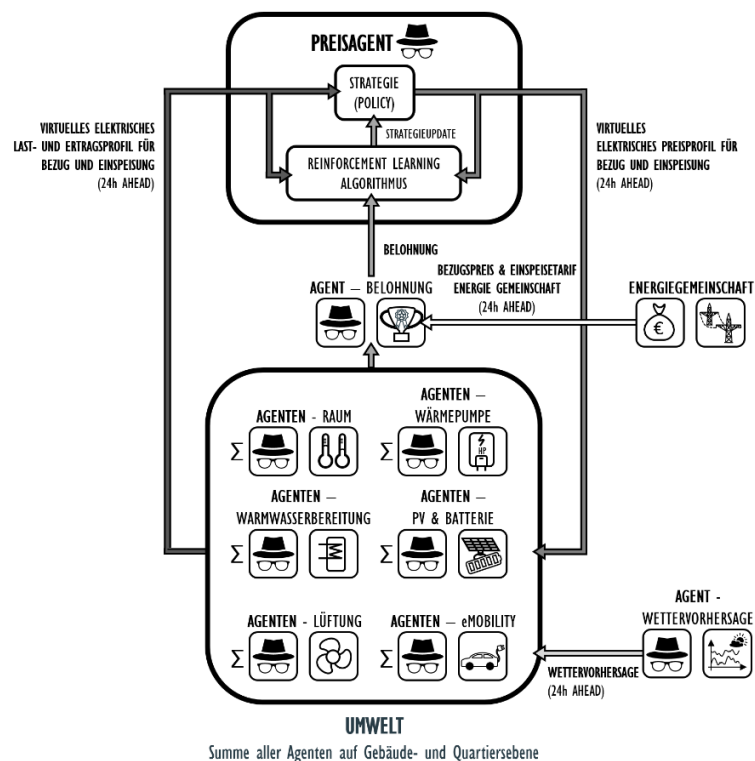 PREISAGENT
STRATEGIE
(POLICY)
STRATEGIEUPDATE
REINFORCEMENT LEARNING
ALGORITHMUS
VIRTUELLES ELEKTRISCHES
LAST- UND ERTRAGSPROFIL FÜR
BEZUG UND EINSPEISUNG
(24h AHEAD)
VIRTUELLES
ELEKTRISCHES PREISPROFIL FÜR
BEZUG UND EINSPEISUNG
(24h AHEAD)
BELOHNUNG
AGENT – BELOHNUNG
BEZUGSPREIS & EINSPEISETARIF
ENERGIE GEMEINSCHAFT
(24h AHEAD)
ENERGIEGEMEINSCHAFT
€
AGENTEN - RAUM
Σ
AGENTEN –
WÄRMEPUMPE
Σ
HP
AGENTEN –
WARMWASSERBEREITUNG
Σ
AGENTEN –
PV & BATTERIE
Σ
AGENTEN - LÜFTUNG
Σ
AGENTEN – eMOBILITY
Σ
AGENT -
WETTERVORHERSAGE
WETTERVORHERSAGE
(24h AHEAD)
UMWELT
Summe aller Agenten auf Gebäude- und Quartiersebene